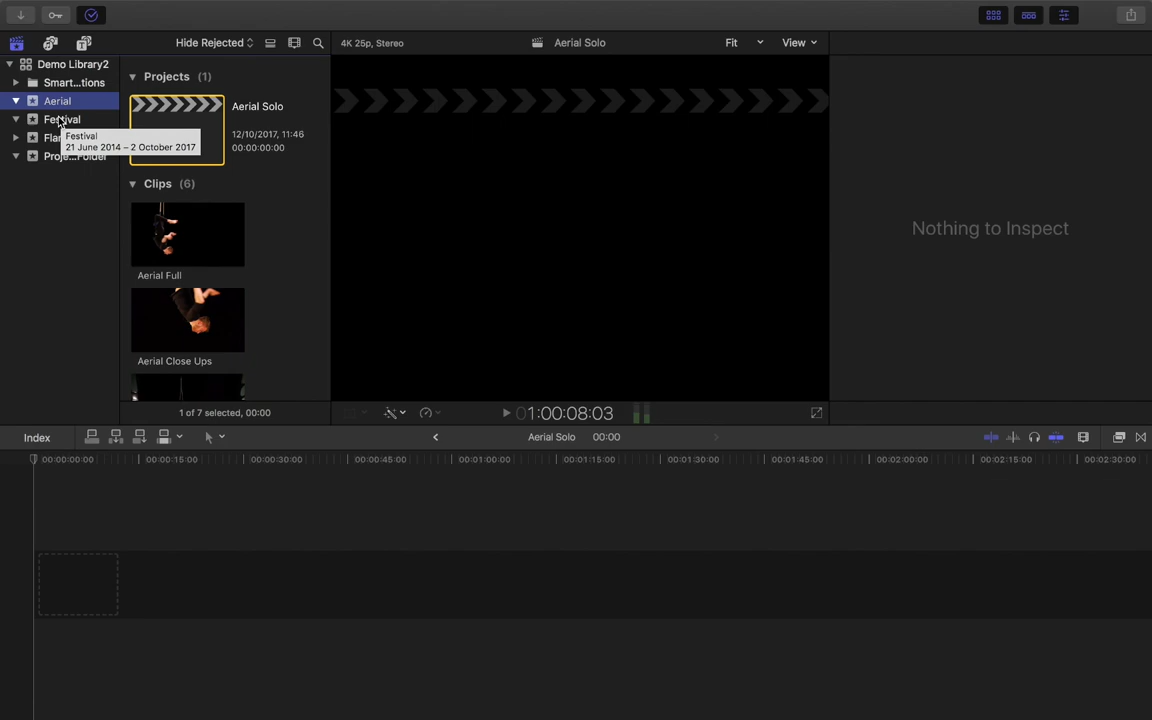 Hide Rejected
4K 25p, Stereo
Aerial Solo
Fit
View
Demo Library2
Smart...tions
Aerial
Festival
Festival
21 June 2014 – 2 October 2017
Projects (1)
Aerial Solo
12/10/2017, 11:46
00:00:00:00
Clips (6)
Aerial Full
Aerial Close Ups
Nothing to Inspect
1 of 7 selected, 00:00
01:00:08:03
Index
Aerial Solo 00:00
00:00:00:00 00:00:15:00 00:00:30:00 00:00:45:00 00:01:00:00 00:01:15:00 00:01:30:00 00:01:45:00 00:02:00:00 00:02:15:00 00:02:30:00